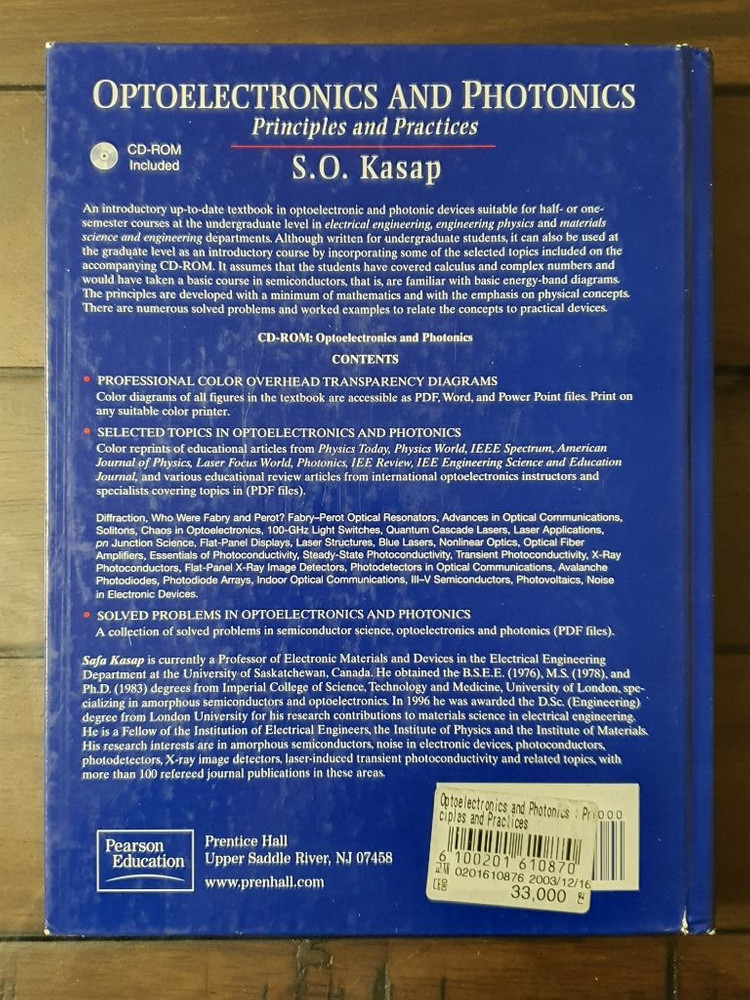 OPTOELECTRONICS AND PHOTONICS
Principles and Practices
CD-ROM
Included
S.O. Kasap
An introductory up-to-date textbook in optoelectronic and photonic devices suitable for half- or one-
semester courses at the undergraduate level in electrical engineering, engineering physics and materials
science and engineering departments. Although written for undergraduate students, it can also be used at
the graduate level as an introductory course by incorporating some of the selected topics included on the
accompanying CD-ROM. It assumes that the students have covered calculus and complex numbers and
would have taken a basic course in semiconductors, that is, are familiar with basic energy-band diagrams.
The principles are developed with a minimum of mathematics and with the emphasis on physical concepts.
There are numerous solved problems and worked examples to relate the concepts to practical devices.
CD-ROM: Optoelectronics and Photonics
CONTENTS
• PROFESSIONAL COLOR OVERHEAD TRANSPARENCY DIAGRAMS
Color diagrams of all figures in the textbook are accessible as PDF, Word, and Power Point files. Print on
any suitable color printer.
• SELECTED TOPICS IN OPTOELECTRONICS AND PHOTONICS
Color reprints of educational articles from Physics Today, Physics World, IEEE Spectrum, American
Journal of Physics, Laser Focus World, Photonics, IEE Review, IEE Engineering Science and Education
Journal, and various educational review articles from international optoelectronics instructors and
specialists covering topics in (PDF files).
Diffraction, Who Were Fabry and Perot? Fabry–Perot Optical Resonators, Advances in Optical Communications,
Solitons, Chaos in Optoelectronics, 100-GHz Light Switches, Quantum Cascade Lasers, Laser Applications,
pn Junction Science, Flat-Panel Displays, Laser Structures, Blue Lasers, Nonlinear Optics, Optical Fiber
Amplifiers, Essentials of Photoconductivity, Steady-State Photoconductivity, Transient Photoconductivity, X-Ray
Photoconductors, Flat-Panel X-Ray Image Detectors, Photodetectors in Optical Communications, Avalanche
Photodiodes, Photodiode Arrays, Indoor Optical Communications, III–V Semiconductors, Photovoltaics, Noise
in Electronic Devices.
• SOLVED PROBLEMS IN OPTOELECTRONICS AND PHOTONICS
A collection of solved problems in semiconductor science, optoelectronics and photonics (PDF files).
Safa Kasap is currently a Professor of Electronic Materials and Devices in the Electrical Engineering
Department at the University of Saskatchewan, Canada. He obtained the B.S.E.E. (1976), M.S. (1978), and
Ph.D. (1983) degrees from Imperial College of Science, Technology and Medicine, University of London, spe-
cializing in amorphous semiconductors and optoelectronics. In 1996 he was awarded the D.Sc. (Engineering)
degree from London University for his research contributions to materials science in electrical engineering.
He is a Fellow of the Institution of Electrical Engineers, the Institute of Physics and the Institute of Materials.
His research interests are in amorphous semiconductors, noise in electronic devices, photoconductors,
photodetectors, X-ray image detectors, laser-induced transient photoconductivity and related topics, with
more than 100 refereed journal publications in these areas.
Pearson
Education
Prentice Hall
Upper Saddle River, NJ 07458
www.prenhall.com
Optoelectronics and Photonics : Pri
ciples and Practices
000
6 100201 610870
0201610876 2003/12/16
33,000